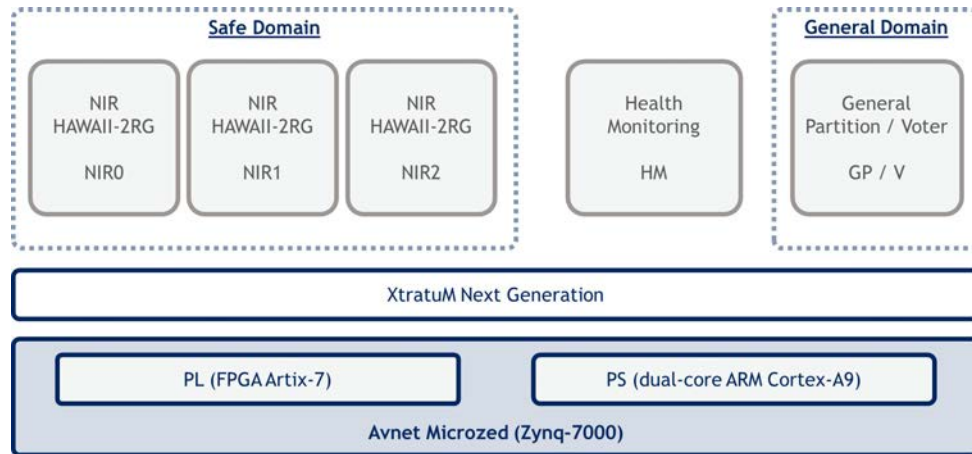 Safe Domain
General Domain
NIR
HAWAII-2RG
NIR0
NIR
HAWAII-2RG
NIR1
NIR
HAWAII-2RG
NIR2
Health
Monitoring
HM
General
Partition / Voter
GP / V
XtratuM Next Generation
PL (FPGA Artix-7)
PS (dual-core ARM Cortex-A9)
Avnet Microzed (Zynq-7000)